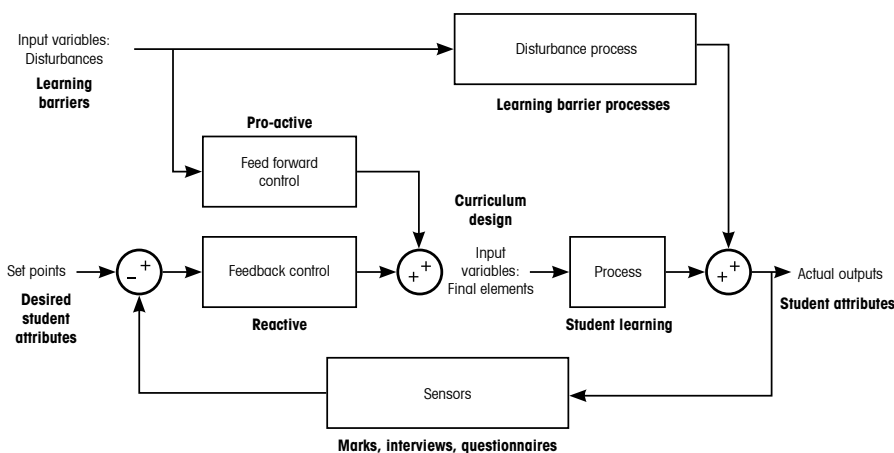 Input variables:
Disturbances
Learning
barriers
Disturbance process
Learning barrier processes
Pro-active
Feed forward
control
Curriculum
design
Set points
Desired
student
attributes
− +
Feedback control
Reactive
+ +
Input
variables:
Final elements
Process
Student learning
+ +
Actual outputs
Student attributes
Sensors
Marks, interviews, questionnaires